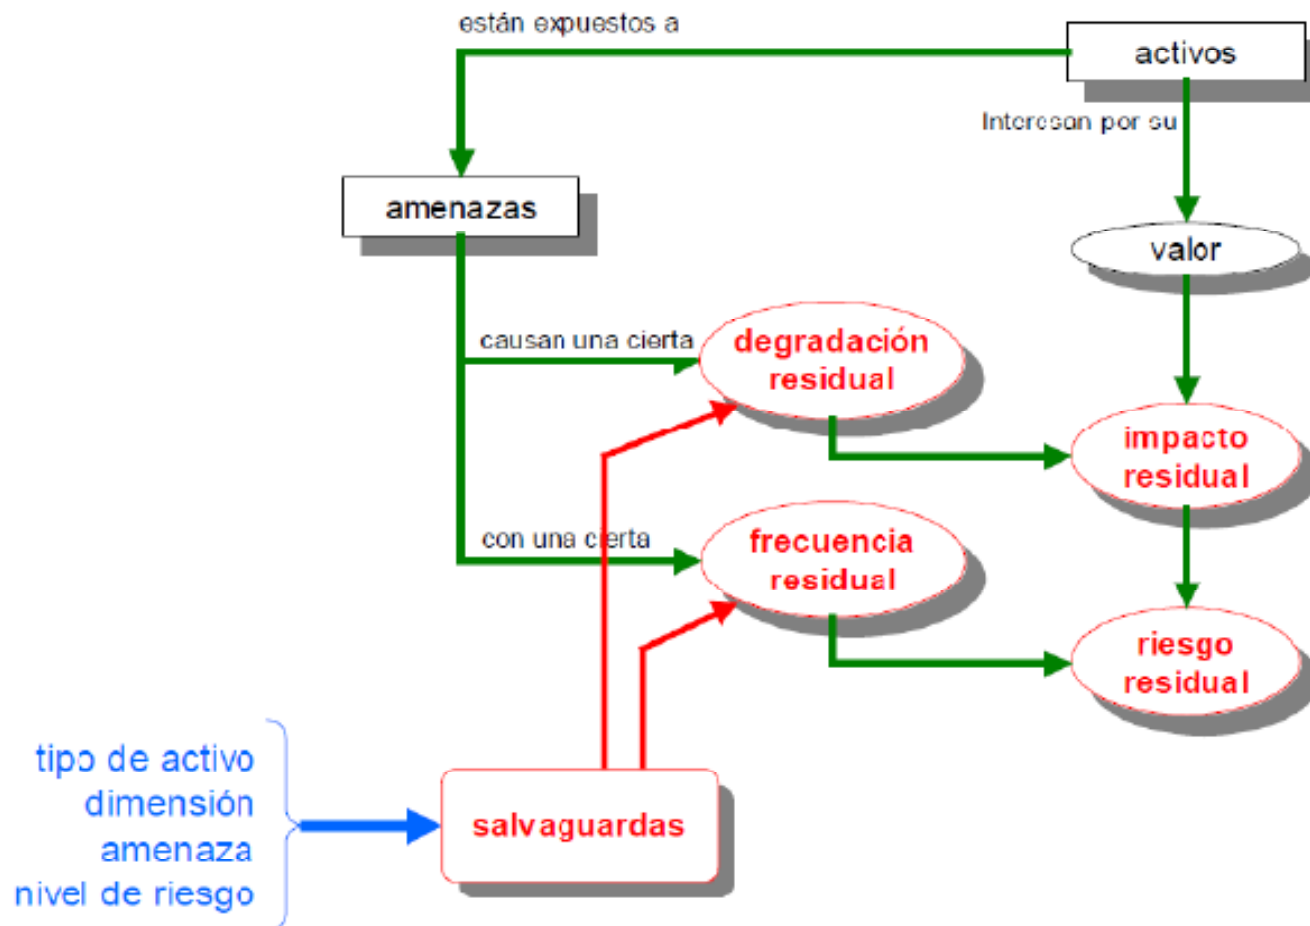 están expuestos a
activos
Interesan por su
amenazas
valor
causan una cierta
degradación
residual
impacto
residual
con una cierta
frecuencia
residual
riesgo
residual
tipo de activo
dimensión
amenaza
nivel de riesgo
salvaguardas